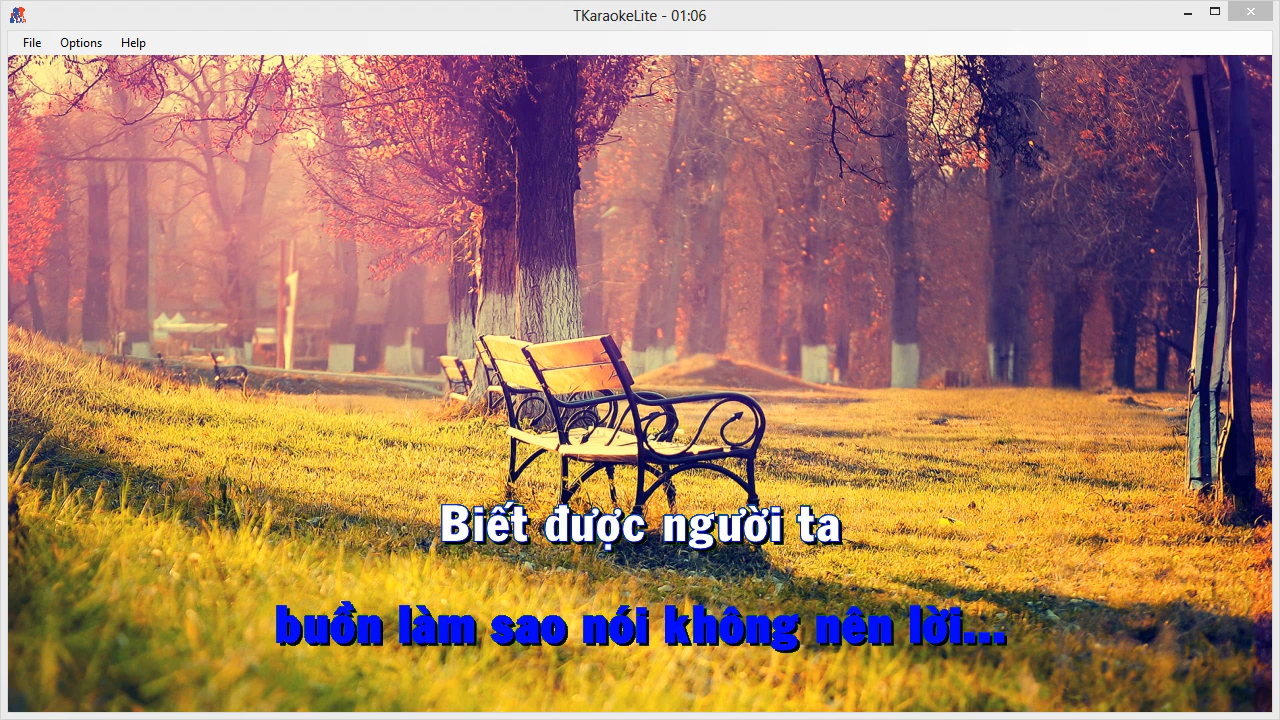 TKaraokeLite - 01:06
File Options Help
Biết được người ta
buồn làm sao nói không nên lời...